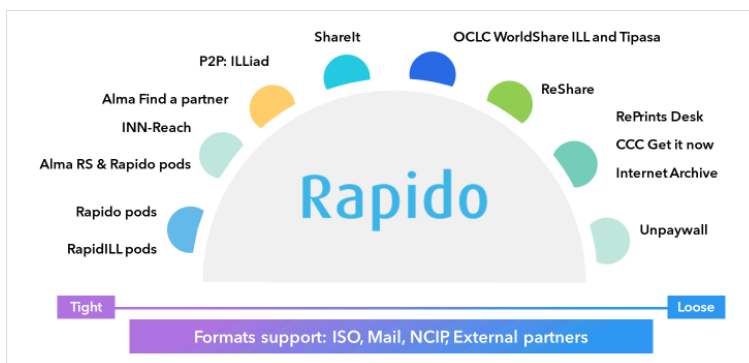 ShareIt
OCLC WorldShare ILL and Tipasa
P2P: ILLiad
ReShare
Alma Find a partner
RePrints Desk
INN-Reach
CCC Get it now
Alma RS & Rapido pods
Internet Archive
Rapido
Rapido pods
Unpaywall
RapidILL pods
Tight
Loose
Formats support: ISO, Mail, NCIP, External partners